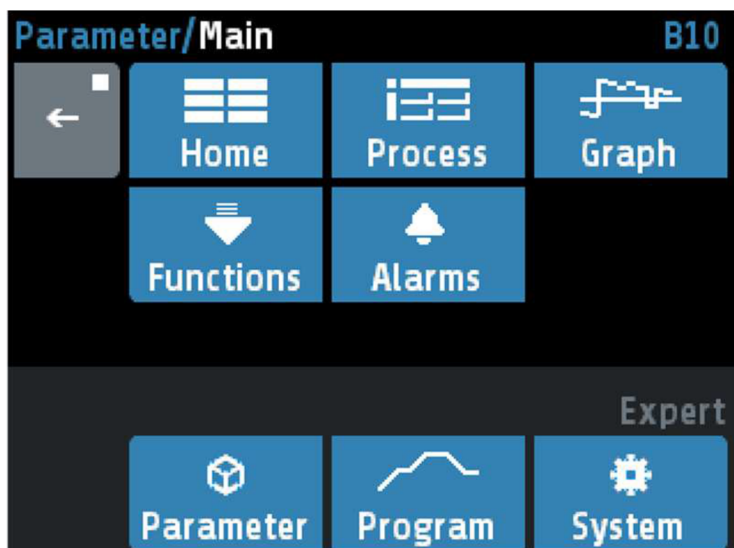 Parameter/Main B10
Home Process Graph
Functions Alarms
Expert
Parameter Program System